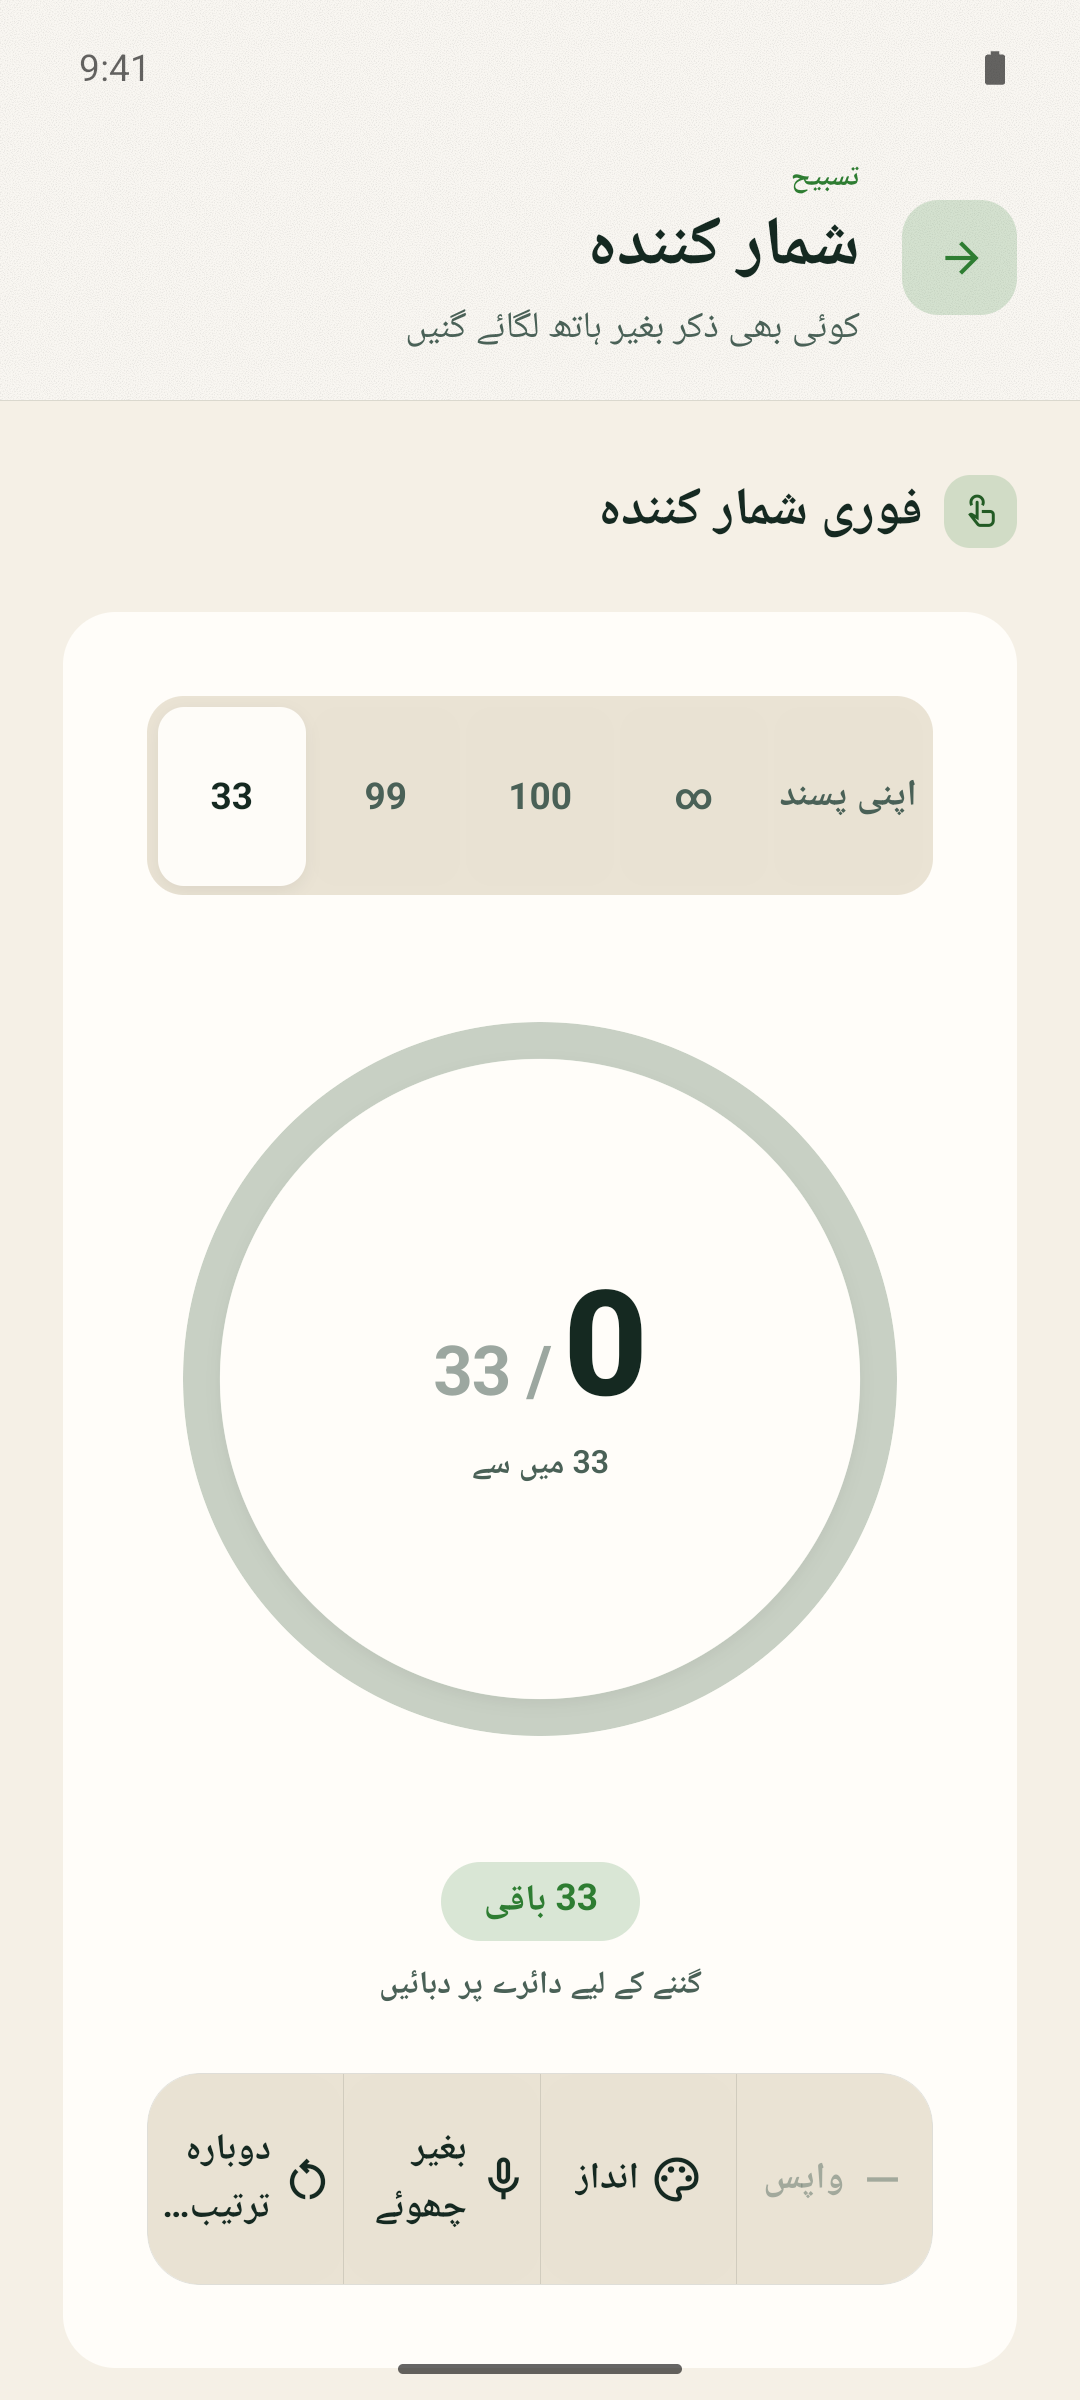 9:41
تسبیح
شمار کنندہ
کوئی بھی ذکر بغیر ہاتھ لگائے گنیں
فوری شمار کنندہ
اپنی پسند
∞
100
99
33
0 / 33
33 میں سے
33 باقی
گننے کے لیے دائرے پر دبائیں
واپس
انداز
بغیر
چھوئے
دوبارہ
ترتیب...